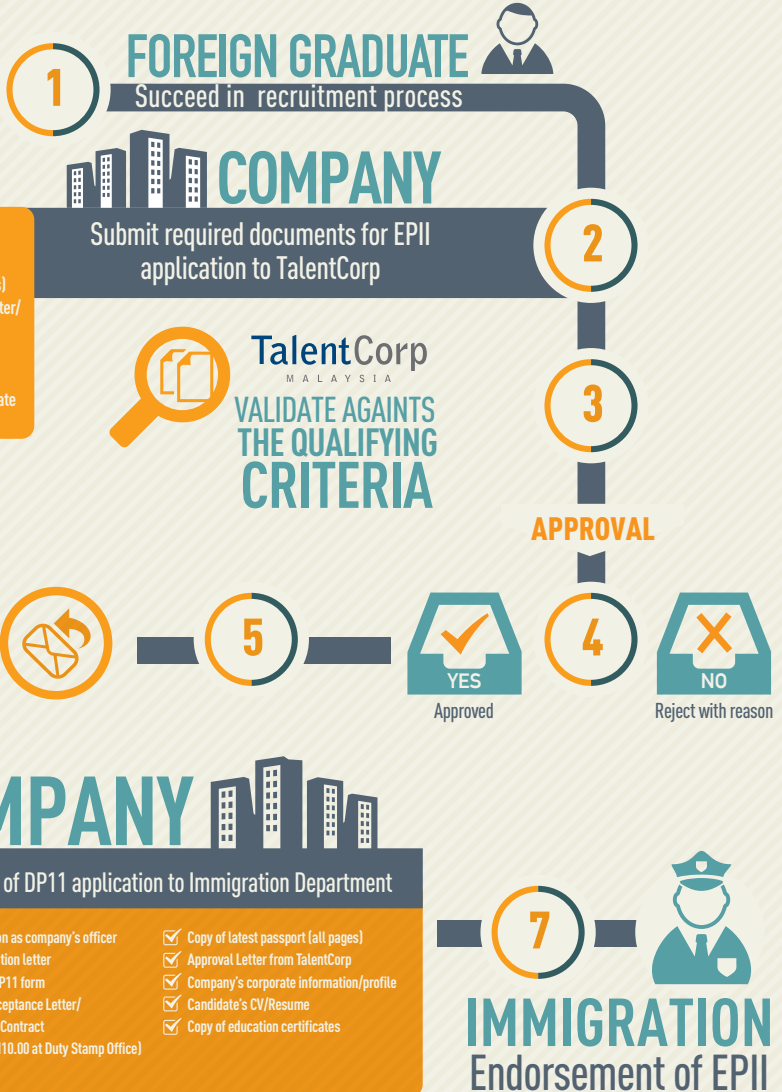 FOREIGN GRADUATE
1
Succeed in recruitment process
COMPANY
Submit required documents for EPII
application to TalentCorp
2
TalentCorp
MALAYSIA
VALIDATE AGAINTS
THE QUALIFYING
CRITERIA
3
APPROVAL
5
YES
Approved
4
NO
Reject with reason
MPANY
of DP11 application to Immigration Department
on as company's officer
tion letter
P11 form
ceptance Letter/
Contract
110.00 at Duty Stamp Office)
Copy of latest passport (all pages)
Approval Letter from TalentCorp
Company's corporate information/profile
Candidate's CV/Resume
Copy of education certificates
7
IMMIGRATION
Endorsement of EPII